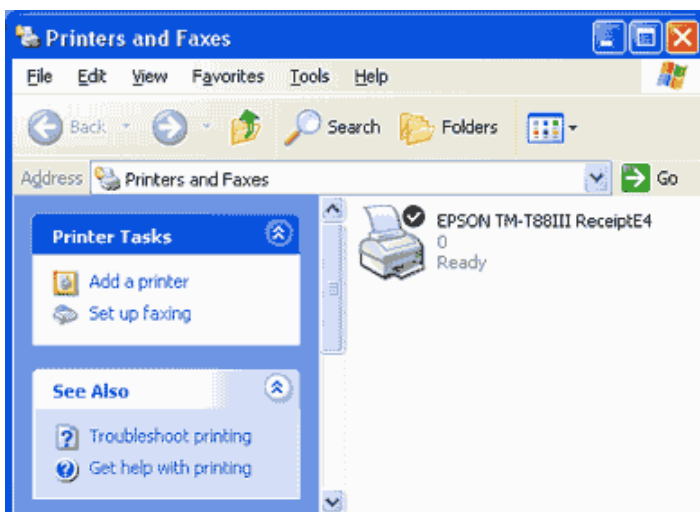 Printers and Faxes
File Edit View Favorites Tools Help
Back Search Folders
Address Printers and Faxes Go
Printer Tasks
Add a printer
Set up faxing
See Also
Troubleshoot printing
Get help with printing
EPSON TM-T88III ReceiptE4
0
Ready